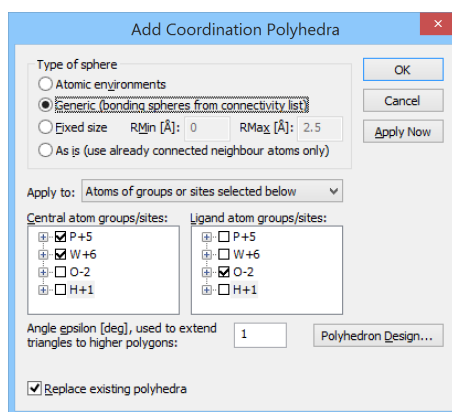 Add Coordination Polyhedra
×
Type of sphere
Atomic environments
Generic (bonding spheres from connectivity list)
Fixed size RMin [Å]: 0 RMax [Å]: 2.5
As is (use already connected neighbour atoms only)
OK
Cancel
Apply Now
Apply to: Atoms of groups or sites selected below
Central atom groups/sites: Ligand atom groups/sites:
P+5 P+5
W+6 W+6
O-2 O-2
H+1 H+1
Angle epsilon [deg], used to extend
triangles to higher polygons: 1 Polyhedron Design...
Replace existing polyhedra